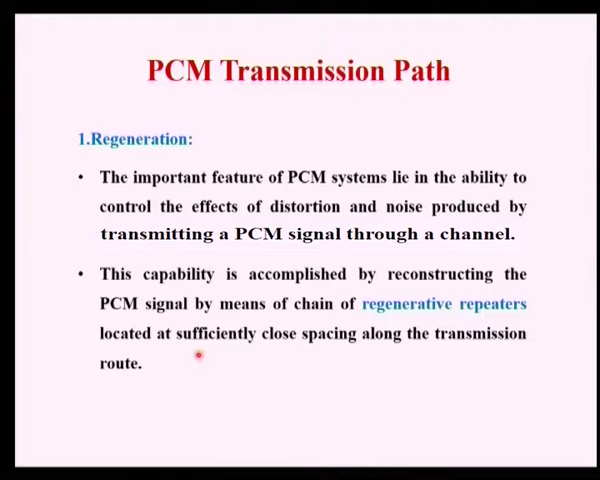 PCM Transmission Path
1.Regeneration:
• The important feature of PCM systems lie in the ability to
control the effects of distortion and noise produced by
transmitting a PCM signal through a channel.
• This capability is accomplished by reconstructing the
PCM signal by means of chain of regenerative repeaters
located at sufficiently close spacing along the transmission
route.